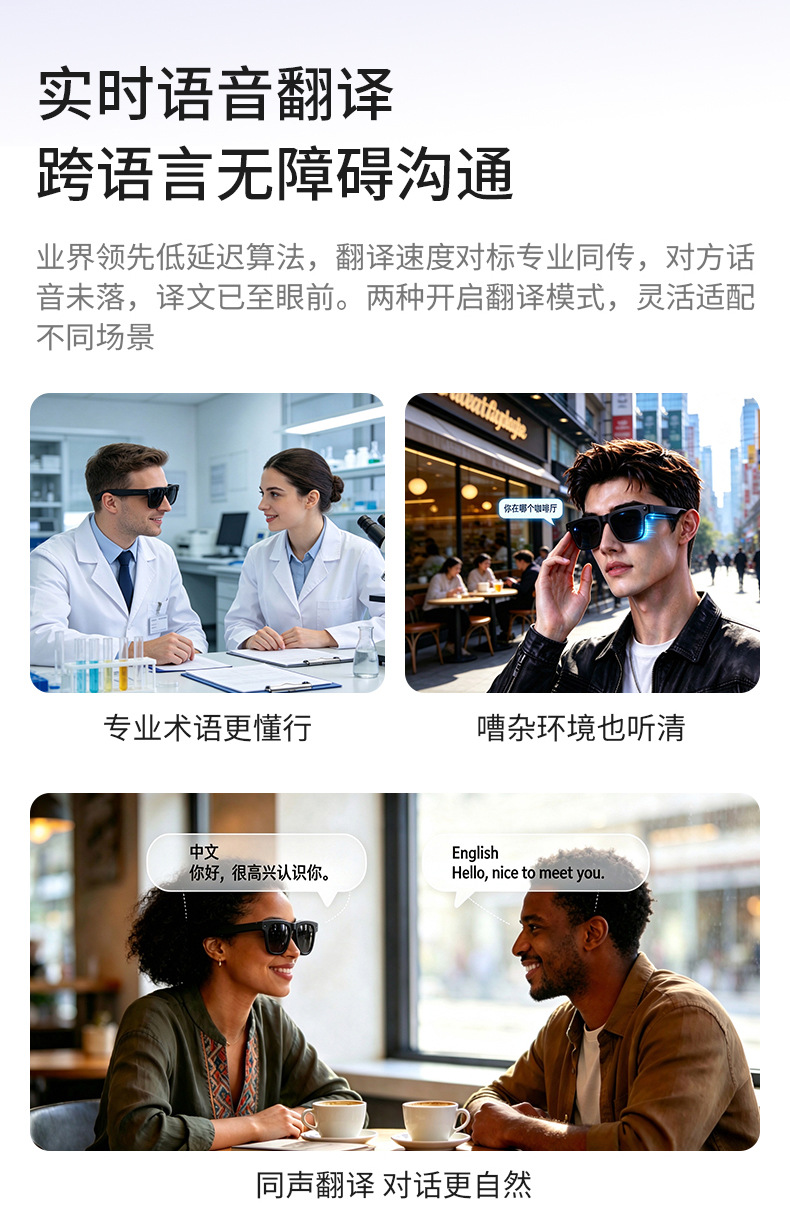 实时语音翻译
跨语言无障碍沟通
业界领先低延迟算法，翻译速度对标专业同传，对方话
音未落，译文已至眼前。两种开启翻译模式，灵活适配
不同场景
你在哪个咖啡厅
专业术语更懂行
嘈杂环境也听清
中文
你好，很高兴认识你。
English
Hello, nice to meet you.
同声翻译 对话更自然